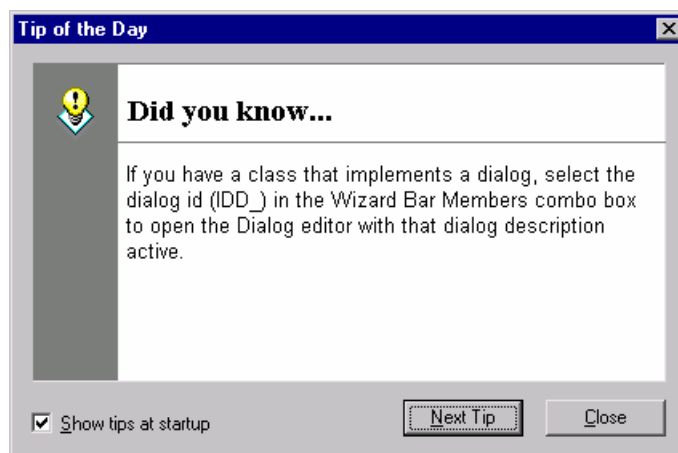 Tip of the Day
Did you know...
If you have a class that implements a dialog, select the
dialog id (IDD_) in the Wizard Bar Members combo box
to open the Dialog editor with that dialog description
active.
Show tips at startup
Next Tip
Close